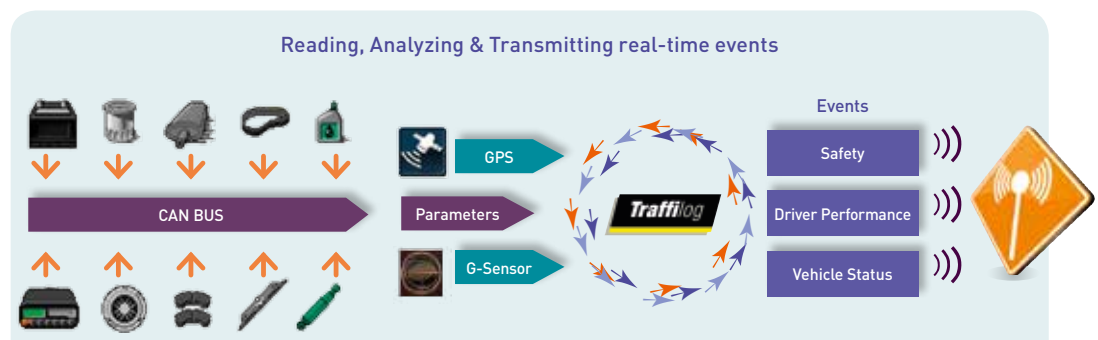 Reading, Analyzing & Transmitting real-time events
Events
GPS
Safety
CAN BUS
Parameters
Traffilog
Driver Performance
G-Sensor
Vehicle Status